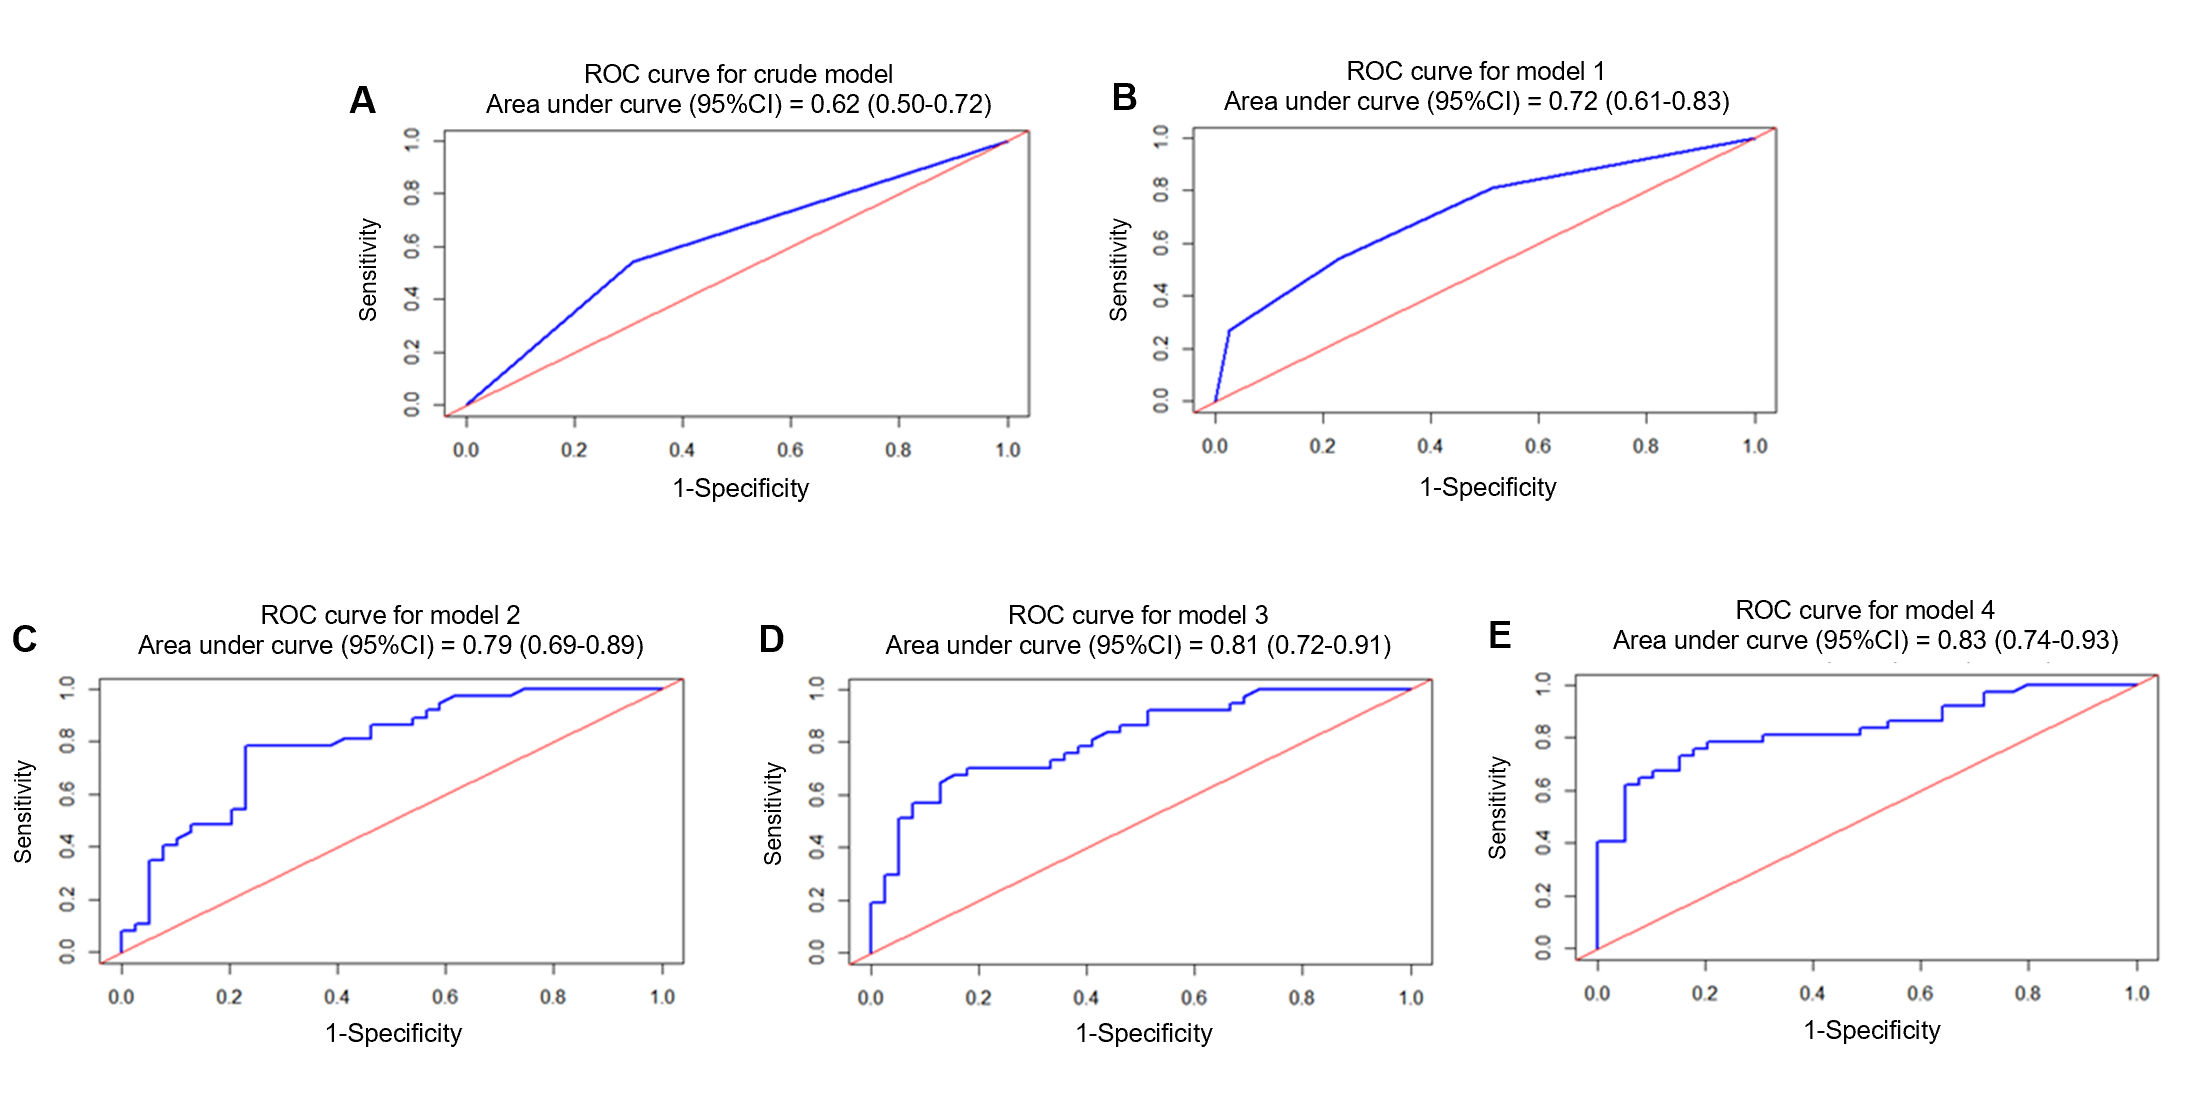 A
ROC curve for crude model
Area under curve (95%CI) = 0.62 (0.50-0.72)
Sensitivity
1.0
0.8
0.6
0.4
0.2
0.0
0.0 0.2 0.4 0.6 0.8 1.0
1-Specificity
B
ROC curve for model 1
Area under curve (95%CI) = 0.72 (0.61-0.83)
Sensitivity
1.0
0.8
0.6
0.4
0.2
0.0
0.0 0.2 0.4 0.6 0.8 1.0
1-Specificity
C
ROC curve for model 2
Area under curve (95%CI) = 0.79 (0.69-0.89)
Sensitivity
1.0
0.8
0.6
0.4
0.2
0.0
0.0 0.2 0.4 0.6 0.8 1.0
1-Specificity
D
ROC curve for model 3
Area under curve (95%CI) = 0.81 (0.72-0.91)
Sensitivity
1.0
0.8
0.6
0.4
0.2
0.0
0.0 0.2 0.4 0.6 0.8 1.0
1-Specificity
E
ROC curve for model 4
Area under curve (95%CI) = 0.83 (0.74-0.93)
Sensitivity
1.0
0.8
0.6
0.4
0.2
0.0
0.0 0.2 0.4 0.6 0.8 1.0
1-Specificity